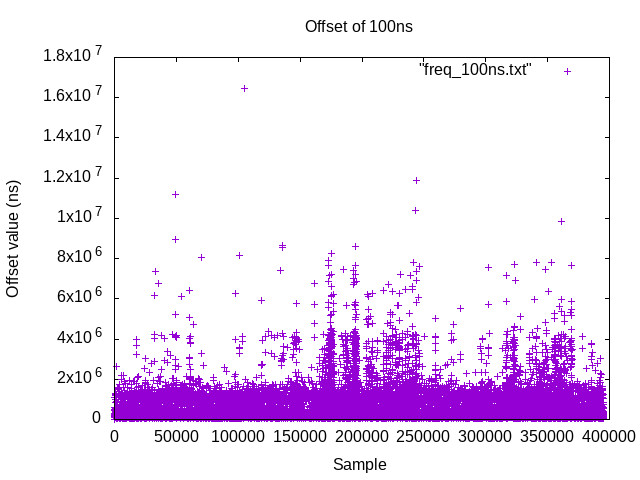 Offset of 100ns
"freq_100ns.txt"
Offset value (ns)
1.8x10^7
1.6x10^7
1.4x10^7
1.2x10^7
1x10^7
8x10^6
6x10^6
4x10^6
2x10^6
0
0 50000 100000 150000 200000 250000 300000 350000 400000
Sample